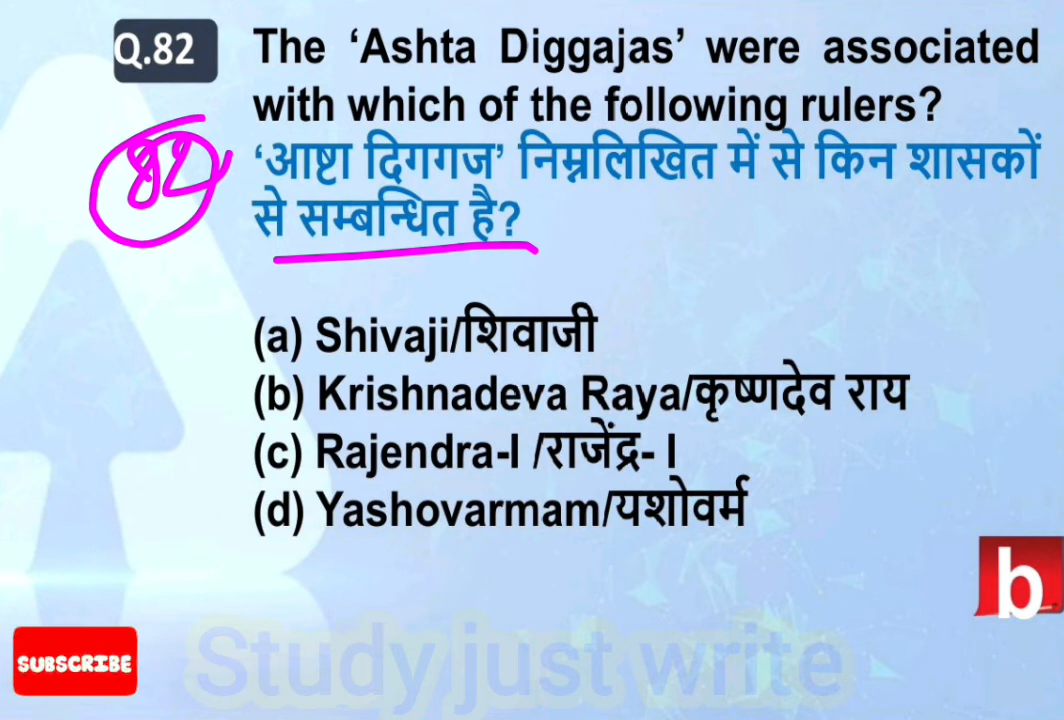 Q.82
The ‘Ashta Diggajas’ were associated
with which of the following rulers?
82
‘आष्टा दिगगज’ निम्नलिखित में से किन शासकों
से सम्बन्धित है?
(a) Shivaji/शिवाजी
(b) Krishnadeva Raya/कृष्णदेव राय
(c) Rajendra-I /राजेंद्र- I
(d) Yashovarmam/यशोवर्म
b
SUBSCRIBE
Study just write